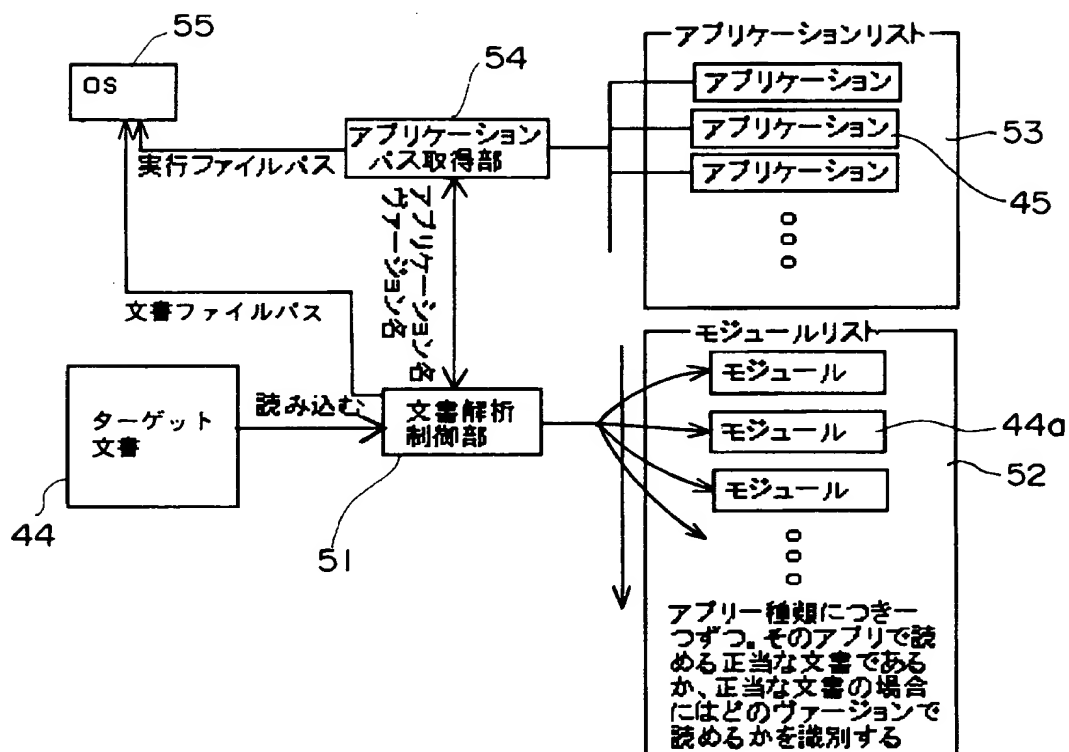 55
OS
54
アプリケーション
パス取得部
実行ファイルパス
アプリケーションリスト
アプリケーション
アプリケーション
アプリケーション
53
45
アプリケーション名
ヴァージョン名
文書ファイルパス
ターゲット
文書
44
読み込む
文書解析
制御部
51
モジュールリスト
モジュール
モジュール
モジュール
44a
52
アプリ一種類につき一
つずつ。そのアプリで読
める正当な文書である
か、正当な文書の場合
にはどのヴァージョンで
読めるかを識別する